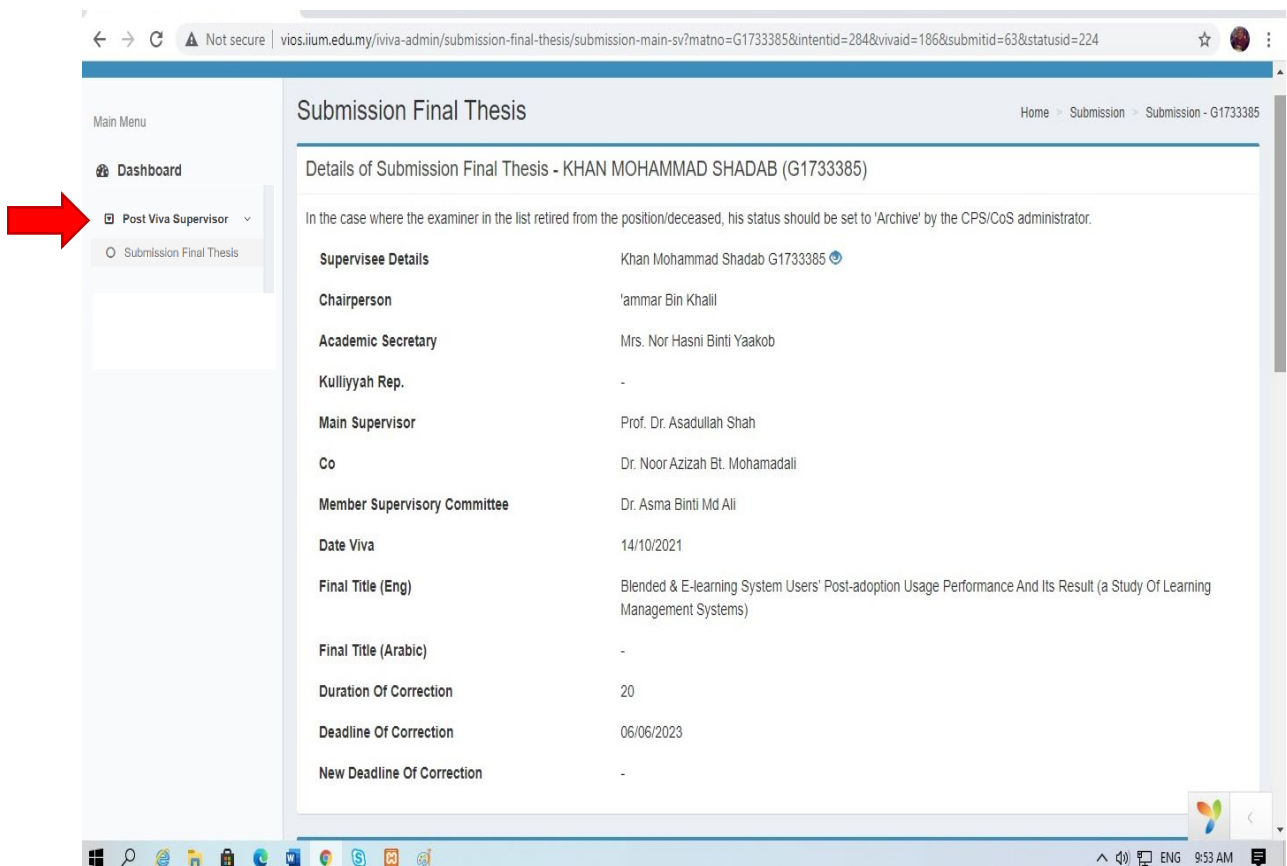 Not secure | vios.iium.edu.my/iviva-admin/submission-final-thesis/submission-main-sv?matno=G1733385&intentid=284&vivaid=186&submitid=63&statusid=224
Main Menu
Dashboard
Post Viva Supervisor
Submission Final Thesis
Submission Final Thesis
Home > Submission > Submission - G1733385
Details of Submission Final Thesis - KHAN MOHAMMAD SHADAB (G1733385)
In the case where the examiner in the list retired from the position/deceased, his status should be set to 'Archive' by the CPS/CoS administrator.
Supervisee Details Khan Mohammad Shadab G1733385
Chairperson 'ammar Bin Khalil
Academic Secretary Mrs. Nor Hasni Binti Yaakob
Kulliyyah Rep. -
Main Supervisor Prof. Dr. Asadullah Shah
Co Dr. Noor Azizah Bt. Mohamadali
Member Supervisory Committee Dr. Asma Binti Md Ali
Date Viva 14/10/2021
Final Title (Eng) Blended & E-learning System Users' Post-adoption Usage Performance And Its Result (a Study Of Learning
Management Systems)
Final Title (Arabic) -
Duration Of Correction 20
Deadline Of Correction 06/06/2023
New Deadline Of Correction -
ENG 9:53 AM